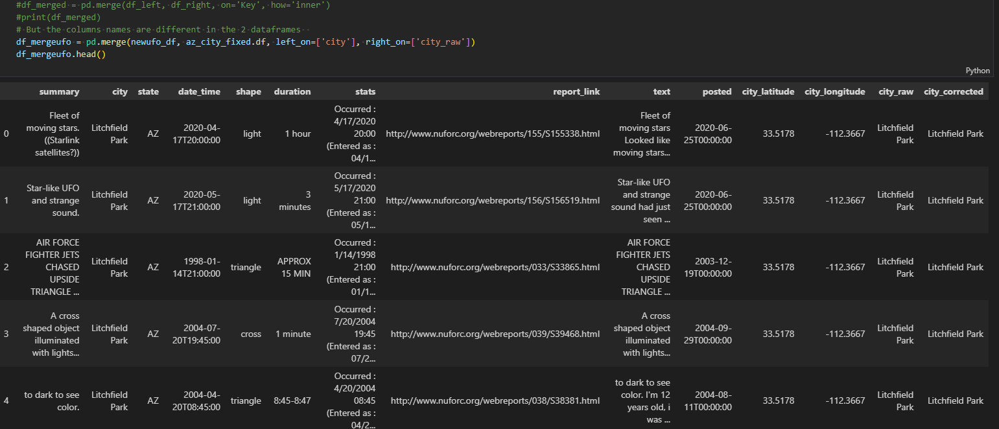 #df_merged = pd.merge(df_left, df_right, on='Key', how='inner')
#print(df_merged)
# But the columns names are different in the 2 dataframes
df_mergeufo = pd.merge(newufo_df, az_city_fixed.df, left_on=['city'], right_on=['city_raw'])
df_mergeufo.head()
Python
summary city state date_time shape duration stats report_link text posted city_latitude city_longitude city_raw city_corrected
0 Fleet of moving stars. ((Starlink satellites?)) Litchfield Park AZ 2020-04-17T20:00:00 light 1 hour Occurred : 4/17/2020 20:00 (Entered as : 04/1... http://www.nuforc.org/webreports/155/S155338.html Fleet of moving stars Looked like moving stars... 2020-06-25T00:00:00 33.5178 -112.3667 Litchfield Park Litchfield Park
1 Star-like UFO and strange sound. Litchfield Park AZ 2020-05-17T21:00:00 light 3 minutes Occurred : 5/17/2020 21:00 (Entered as : 05/1... http://www.nuforc.org/webreports/156/S156519.html Star-like UFO and strange sound had just seen ... 2020-06-25T00:00:00 33.5178 -112.3667 Litchfield Park Litchfield Park
2 AIR FORCE FIGHTER JETS CHASED UPSIDE TRIANGLE ... Litchfield Park AZ 1998-01-14T21:00:00 triangle APPROX 15 MIN Occurred : 1/14/1998 21:00 (Entered as : 01/1... http://www.nuforc.org/webreports/033/S33865.html AIR FORCE FIGHTER JETS CHASED UPSIDE TRIANGLE ... 2003-12-19T00:00:00 33.5178 -112.3667 Litchfield Park Litchfield Park
3 A cross shaped object illuminated with lights... Litchfield Park AZ 2004-07-20T19:45:00 cross 1 minute Occurred : 7/20/2004 19:45 (Entered as : 07/2... http://www.nuforc.org/webreports/039/S39468.html A cross shaped object illuminated with lights... 2004-09-29T00:00:00 33.5178 -112.3667 Litchfield Park Litchfield Park
4 to dark to see color. Litchfield Park AZ 2004-04-20T08:45:00 triangle 8:45-8:47 Occurred : 4/20/2004 08:45 (Entered as : 04/2... http://www.nuforc.org/webreports/038/S38381.html to dark to see color. I'm 12 years old, i was ... 2004-08-11T00:00:00 33.5178 -112.3667 Litchfield Park Litchfield Park